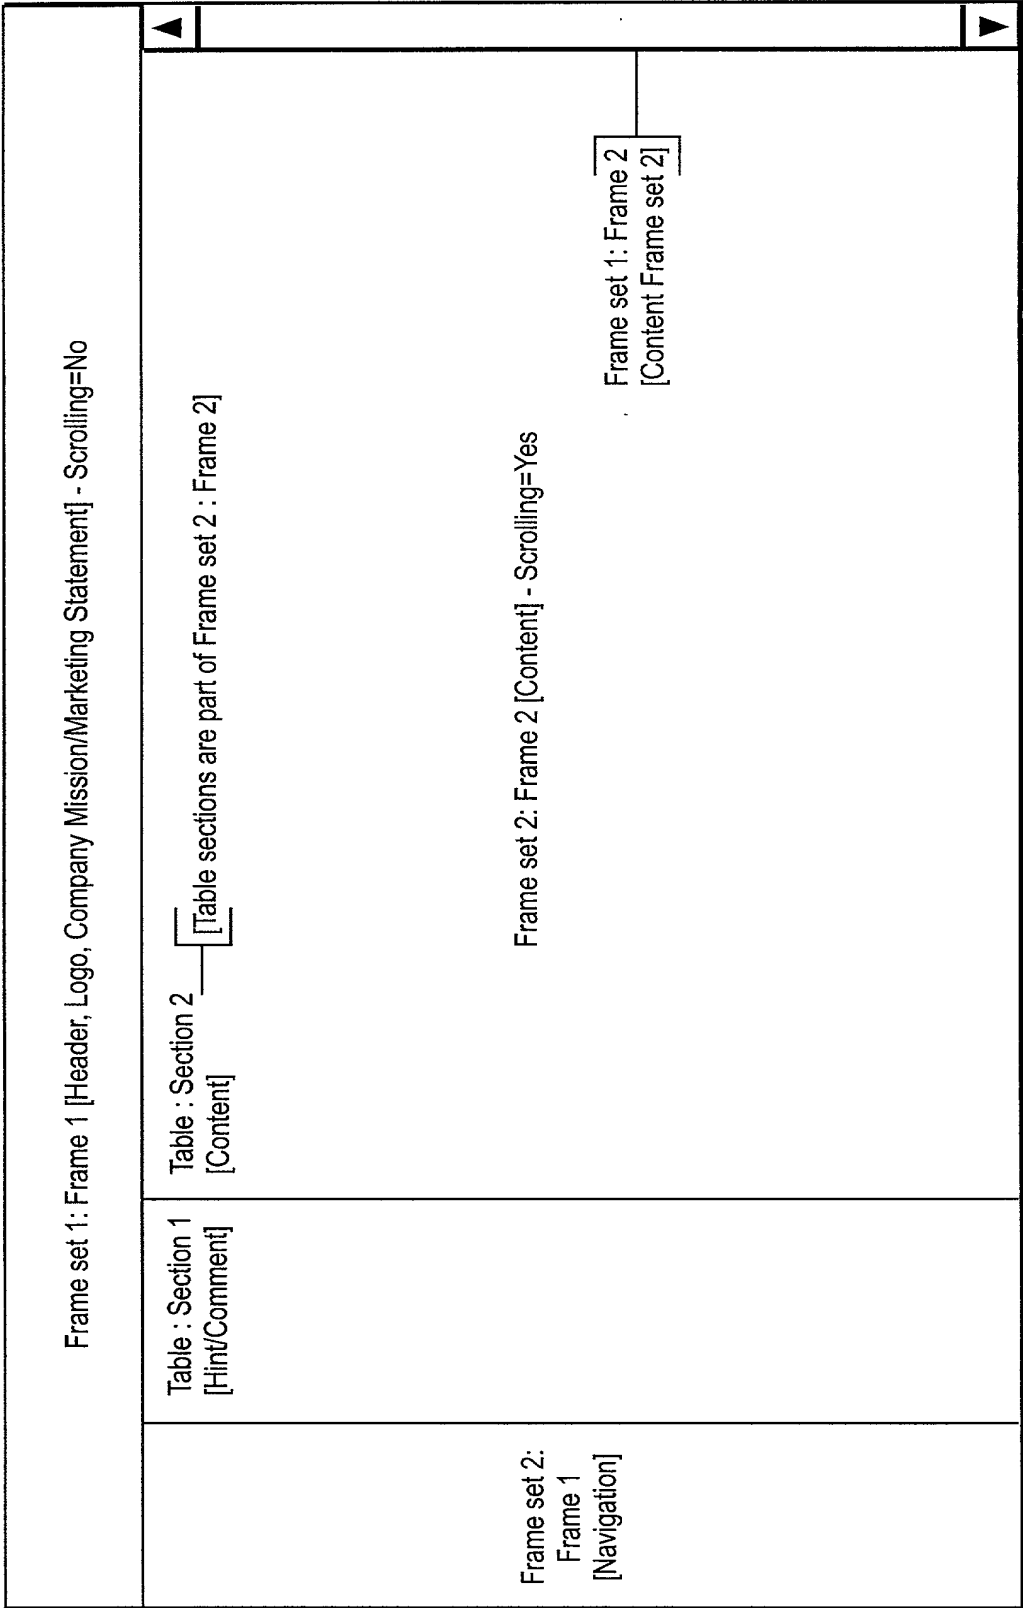 Frame set 1: Frame 1 [Header, Logo, Company Mission/Marketing Statement] - Scrolling=No
Table : Section 1
[Hint/Comment]
Table : Section 2
[Content]
[Table sections are part of Frame set 2 : Frame 2]
Frame set 2:
Frame 1
[Navigation]
Frame set 2: Frame 2 [Content] - Scrolling=Yes
Frame set 1: Frame 2
[Content Frame set 2]